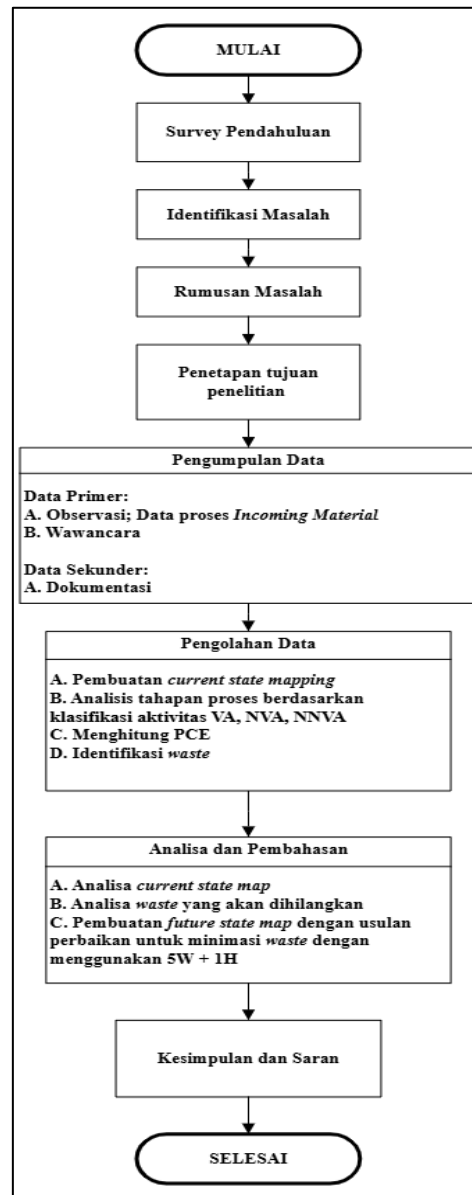 MULAI
Survey Pendahuluan
Identifikasi Masalah
Rumusan Masalah
Penetapan tujuan
penelitian
Pengumpulan Data
Data Primer:
A. Observasi; Data proses Incoming Material
B. Wawancara
Data Sekunder:
A. Dokumentasi
Pengolahan Data
A. Pembuatan current state mapping
B. Analisis tahapan proses berdasarkan
klasifikasi aktivitas VA, NVA, NNVA
C. Menghitung PCE
D. Identifikasi waste
Analisa dan Pembahasan
A. Analisa current state map
B. Analisa waste yang akan dihilangkan
C. Pembuatan future state map dengan usulan
perbaikan untuk minimasi waste dengan
menggunakan 5W + 1H
Kesimpulan dan Saran
SELESAI